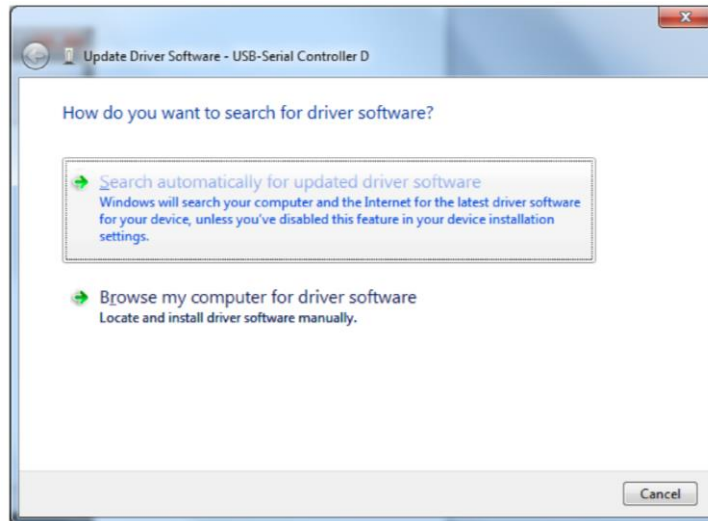 Update Driver Software - USB-Serial Controller D
How do you want to search for driver software?
Search automatically for updated driver software
Windows will search your computer and the Internet for the latest driver software
for your device, unless you've disabled this feature in your device installation
settings.
Browse my computer for driver software
Locate and install driver software manually.
Cancel